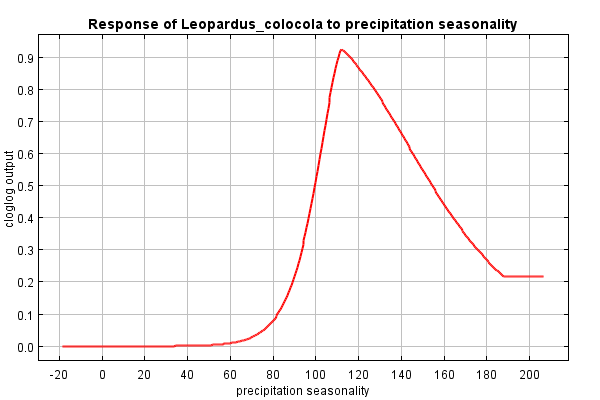 Response of Leopardus_colocola to precipitation seasonality
cloglog output
0.9
0.8
0.7
0.6
0.5
0.4
0.3
0.2
0.1
0.0
-20 0 20 40 60 80 100 120 140 160 180 200
precipitation seasonality